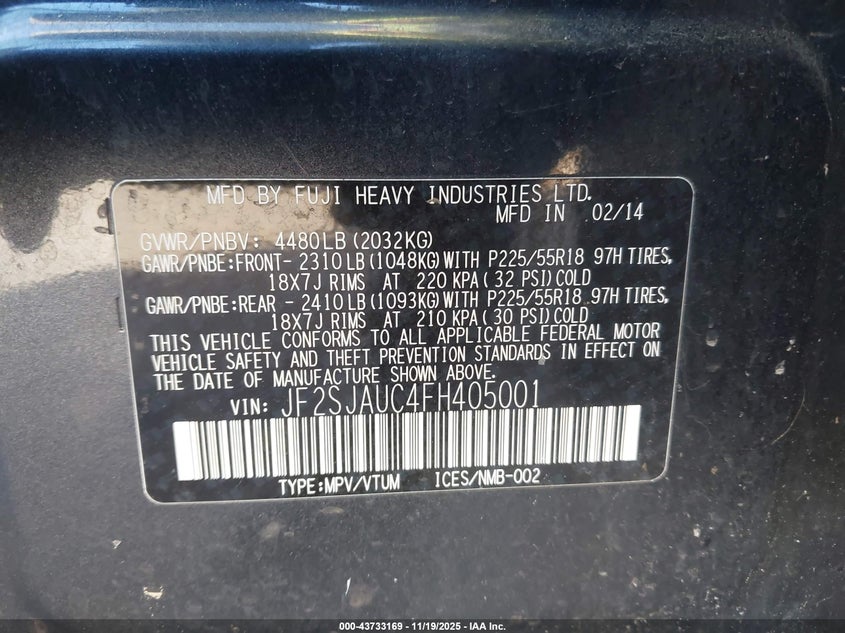 MFD BY FUJI HEAVY INDUSTRIES LTD.
MFD IN 02/14
GVWR/PNBV: 4480LB (2032KG)
GAWR/PNBE:FRONT- 2310 LB (1048KG) WITH P225/55R18 97H TIRES,
18X7J RIMS AT 220 KPA (32 PSI) COLD
GAWR/PNBE:REAR - 2410 LB (1093KG) WITH P225/55R18 97H TIRES,
18X7J RIMS AT 210 KPA (30 PSI) COLD
THIS VEHICLE CONFORMS TO ALL APPLICABLE FEDERAL MOTOR
VEHICLE SAFETY AND THEFT PREVENTION STANDARDS IN EFFECT ON
THE DATE OF MANUFACTURE SHOWN ABOVE.
VIN: JF2SJAUC4FH405001
TYPE:MPV/VTUM ICES/NMB-002
000-43733169 - 11/19/2025 - IAA Inc.